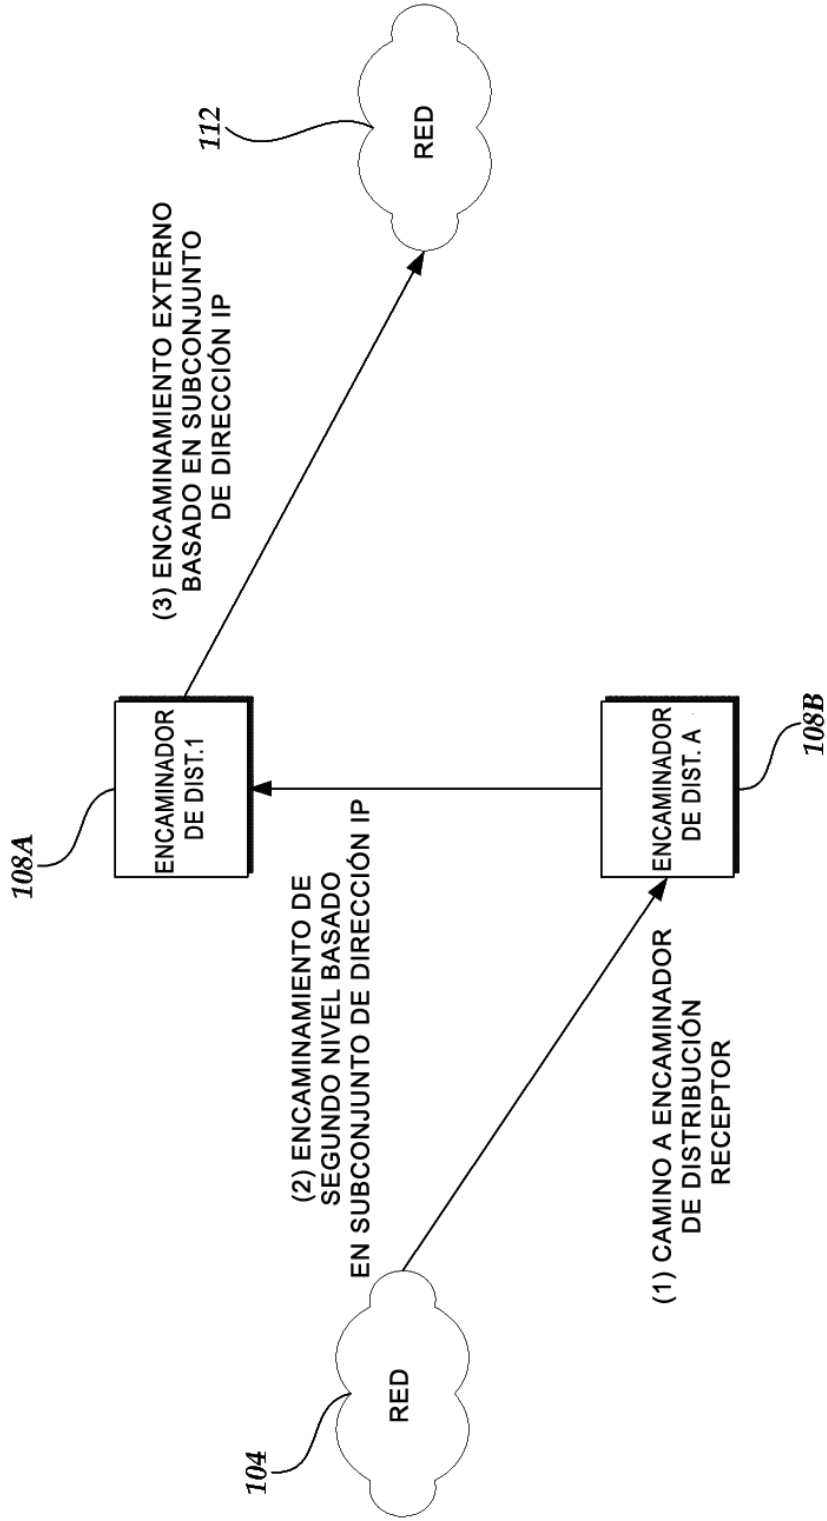 108A
ENCAMINADOR
DE DIST.1
(3) ENCAMINAMIENTO EXTERNO
BASADO EN SUBCONJUNTO
DE DIRECCIÓN IP
112
RED
(2) ENCAMINAMIENTO DE
SEGUNDO NIVEL BASADO
EN SUBCONJUNTO DE DIRECCIÓN IP
104
RED
(1) CAMINO A ENCAMINADOR
DE DISTRIBUCIÓN
RECEPTOR
ENCAMINADOR
DE DIST. A
108B